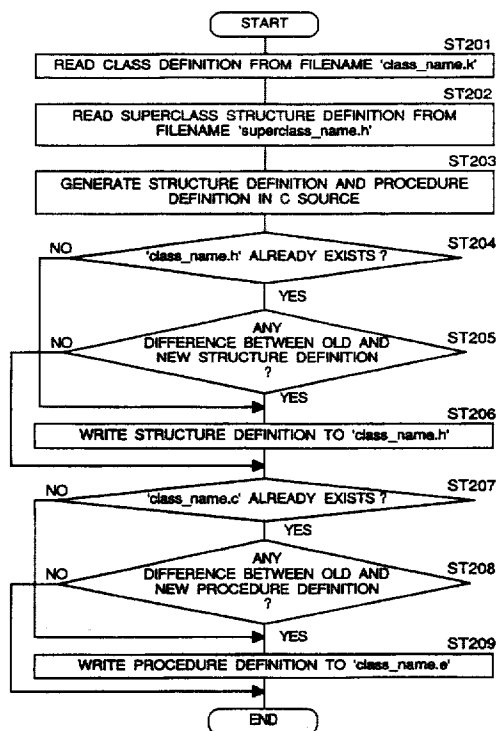 START
ST201
READ CLASS DEFINITION FROM FILENAME 'class_name.k'
ST202
READ SUPERCLASS STRUCTURE DEFINITION FROM
FILENAME 'superclass_name.h'
ST203
GENERATE STRUCTURE DEFINITION AND PROCEDURE
DEFINITION IN C SOURCE
ST204
NO
'class_name.h' ALREADY EXISTS ?
YES
ST205
NO
ANY
DIFFERENCE BETWEEN OLD AND
NEW STRUCTURE DEFINITION
?
YES
ST206
WRITE STRUCTURE DEFINITION TO 'class_name.h'
ST207
NO
'class_name.c' ALREADY EXISTS ?
YES
ST208
NO
ANY
DIFFERENCE BETWEEN OLD AND
NEW PROCEDURE DEFINITION
?
YES
ST209
WRITE PROCEDURE DEFINITION TO 'class_name.e'
END